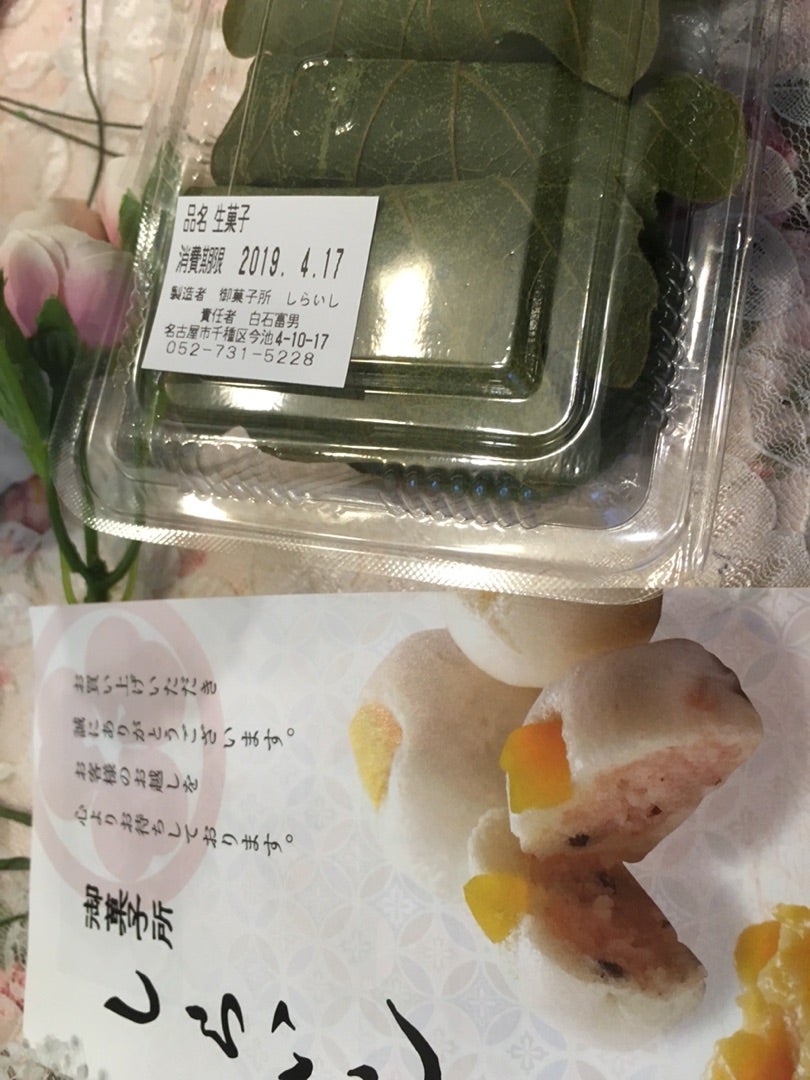 品名 生菓子
消費期限 2019. 4.17
製造者 御菓子所 しらいし
責任者 白石富男
名古屋市千種区今池4-10-17
052-731-5228
お買い上げいただき
誠にありがとうございます。
お客様のお越しを
心よりお待ちしております。
御菓子所
しらいし